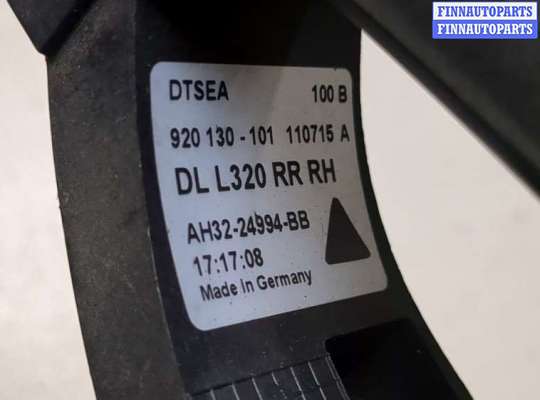 FINNAUTOPARTS
FINNAUTOPARTS
DTSEA 100 B
920 130 - 101 110715 A
DL L320 RR RH
AH32-24994-BB
17:17:08
Made In Germany